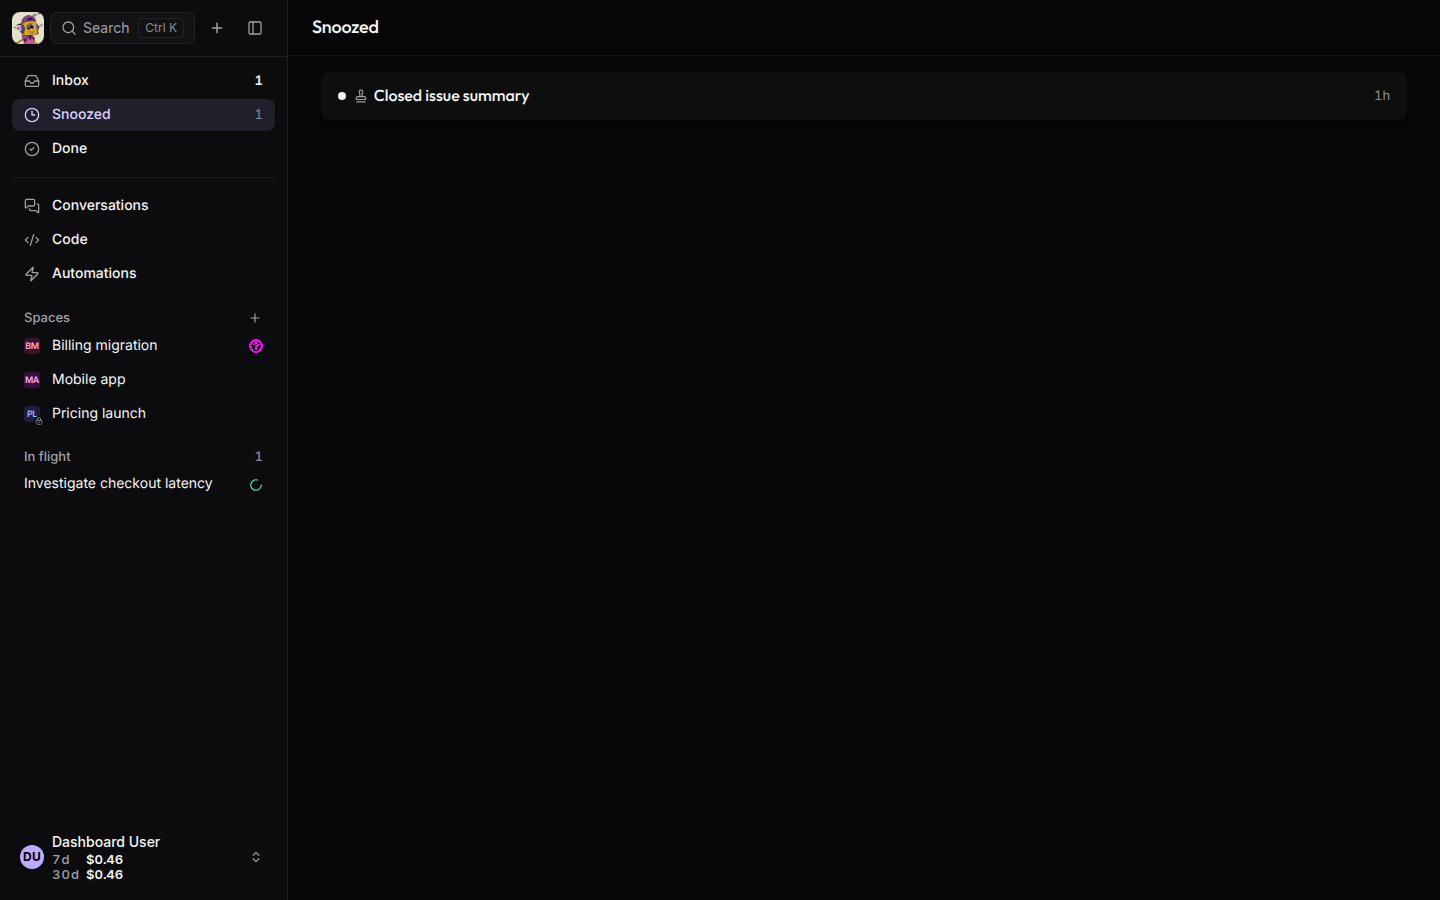 Search Ctrl K
Inbox 1
Snoozed 1
Done
Conversations
Code
Automations
Spaces
BM Billing migration
MA Mobile app
PL Pricing launch
In flight 1
Investigate checkout latency
DU Dashboard User
7d $0.46
30d $0.46
Snoozed
Closed issue summary 1h